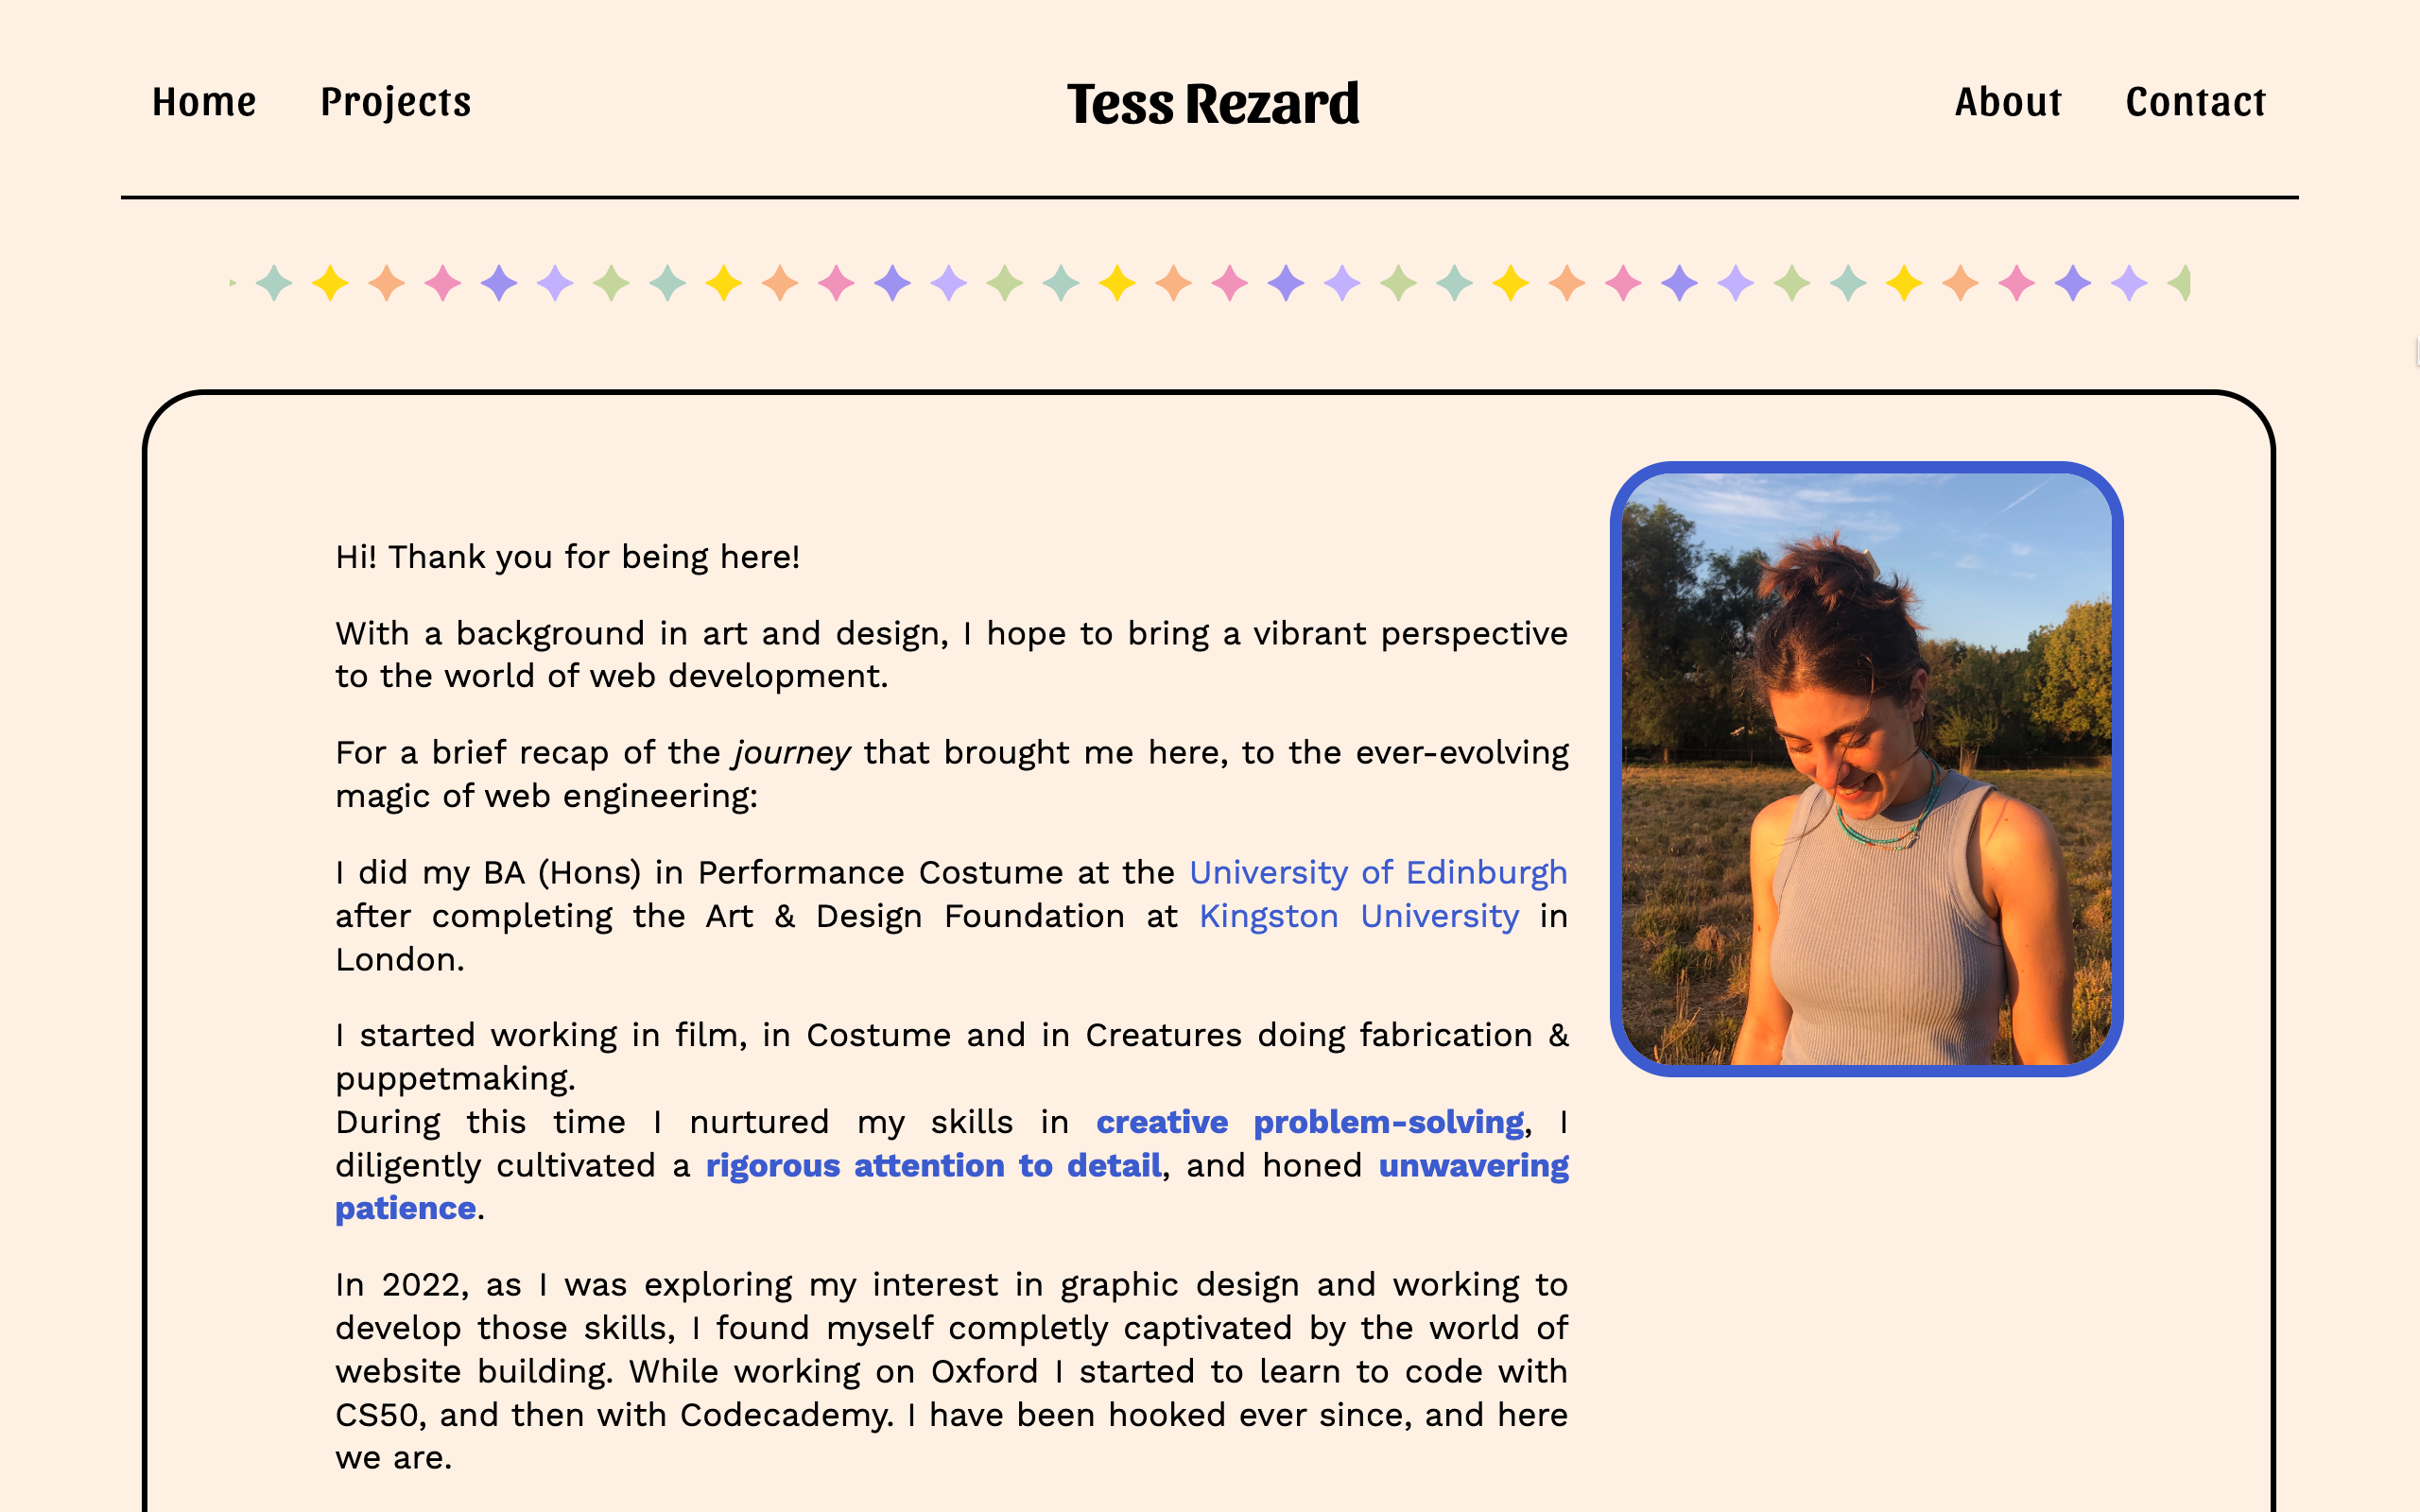 Home Projects Tess Rezard About Contact
Hi! Thank you for being here!
With a background in art and design, I hope to bring a vibrant perspective
to the world of web development.
For a brief recap of the journey that brought me here, to the ever-evolving
magic of web engineering:
I did my BA (Hons) in Performance Costume at the University of Edinburgh
after completing the Art & Design Foundation at Kingston University in
London.
I started working in film, in Costume and in Creatures doing fabrication &
puppetmaking.
During this time I nurtured my skills in creative problem-solving, I
diligently cultivated a rigorous attention to detail, and honed unwavering
patience.
In 2022, as I was exploring my interest in graphic design and working to
develop those skills, I found myself completly captivated by the world of
website building. While working on Oxford I started to learn to code with
CS50, and then with Codecademy. I have been hooked ever since, and here
we are.